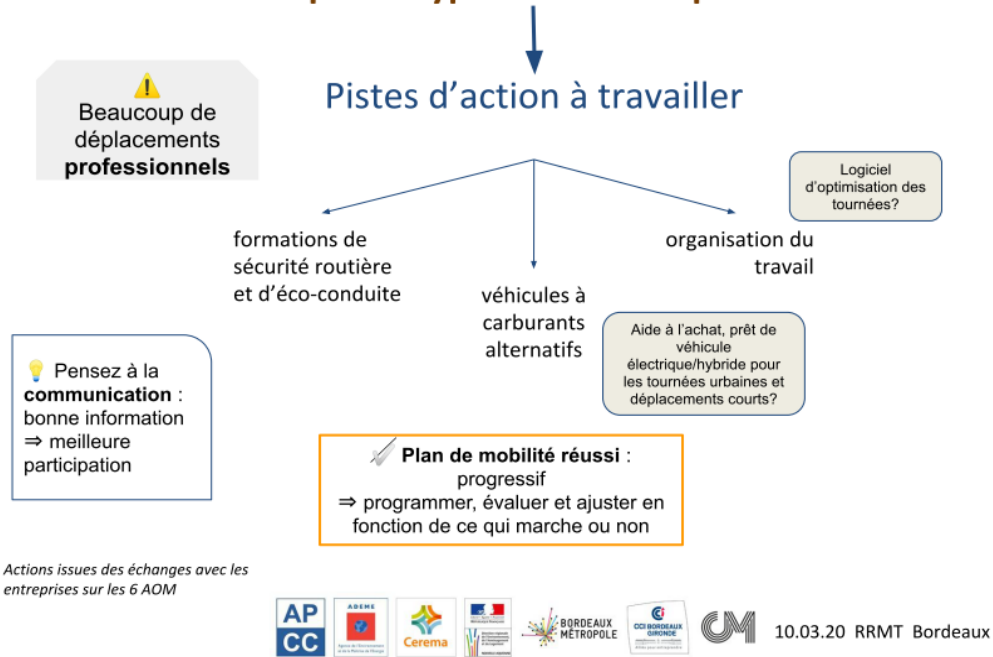 Pistes d'action à travailler
⚠️
Beaucoup de
déplacements
professionnels
Logiciel
d'optimisation des
tournées?
formations de
sécurité routière
et d'éco-conduite
organisation du
travail
véhicules à
carburants
alternatifs
Aide à l'achat, prêt de
véhicule
électrique/hybride pour
les tournées urbaines et
déplacements courts?
💡 Pensez à la
communication :
bonne information
⇒ meilleure
participation
Plan de mobilité réussi :
progressif
⇒ programmer, évaluer et ajuster en
fonction de ce qui marche ou non
Actions issues des échanges avec les
entreprises sur les 6 AOM
AP
CC
ADEME
Cerema
BORDEAUX
MÉTROPOLE
CCI BORDEAUX
GIRONDE
CM
10.03.20 RRMT Bordeaux